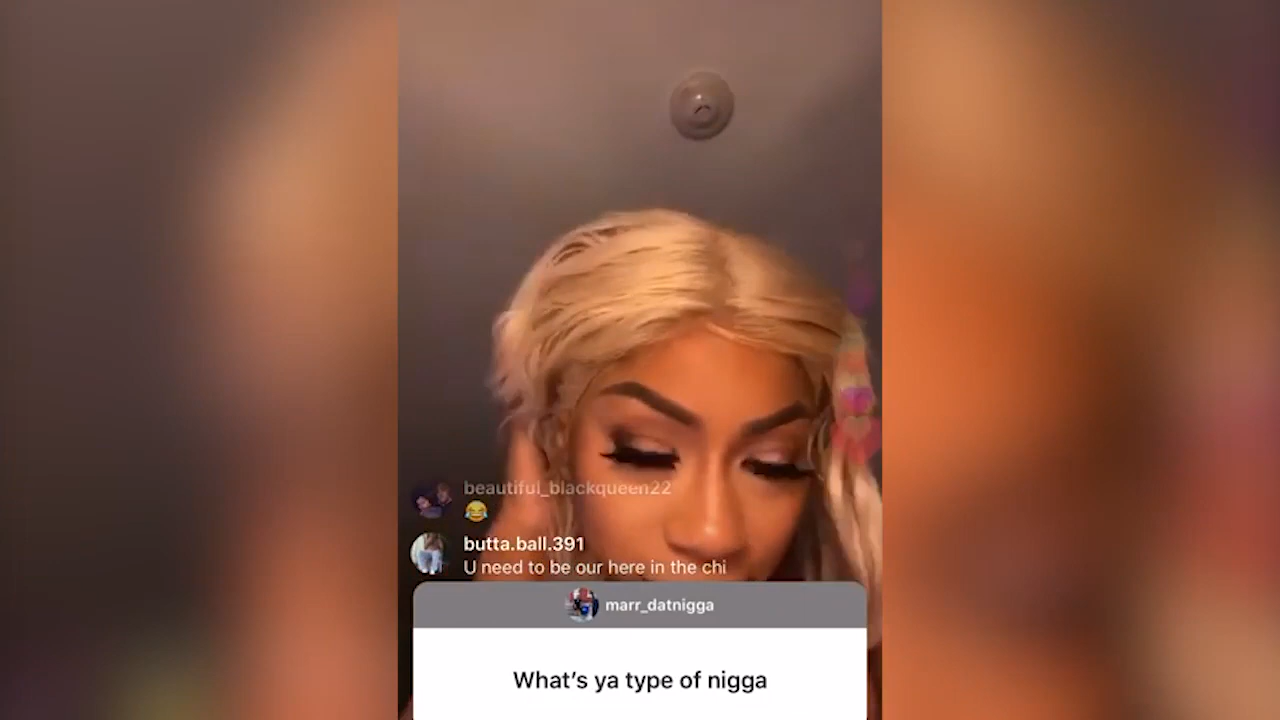 beautiful_blackqueen22
😂
butta.ball.391
U need to be our here in the chi
marr_datnigga
What's ya type of nigga